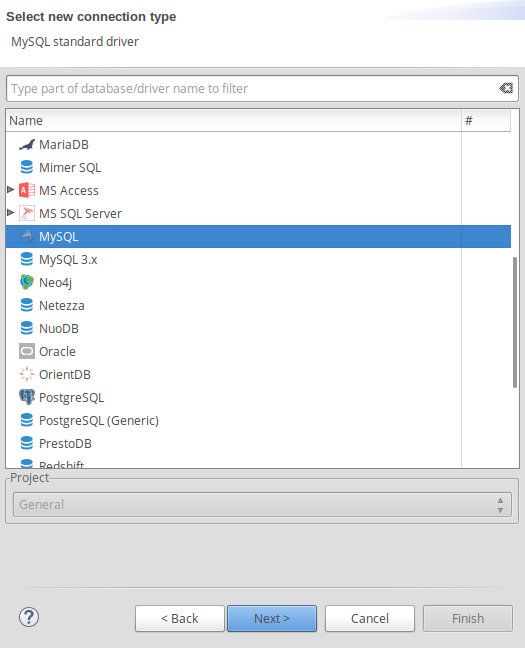 Select new connection type
MySQL standard driver
Type part of database/driver name to filter
Name #
MariaDB
Mimer SQL
MS Access
MS SQL Server
MySQL
MySQL 3.x
Neo4j
Netezza
NuoDB
Oracle
OrientDB
PostgreSQL
PostgreSQL (Generic)
PrestoDB
Redshift
Project
General
? < Back Next > Cancel Finish